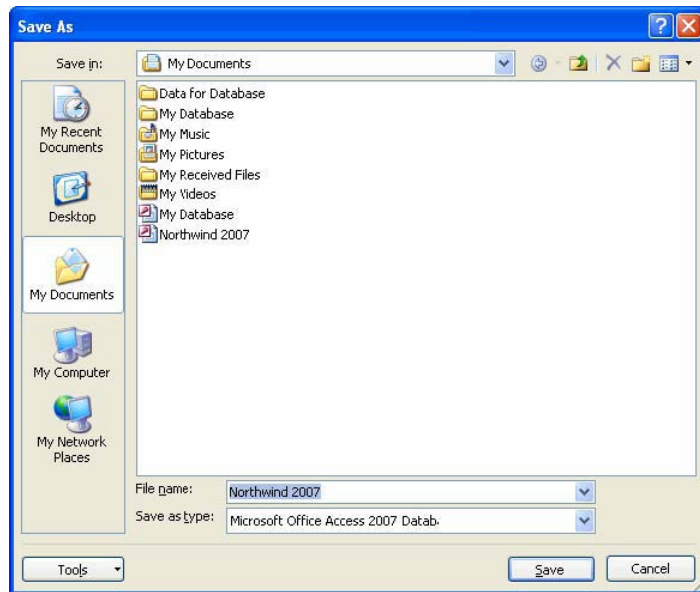 Save As
Save in:
My Documents
My Recent
Documents
Desktop
My Documents
My Computer
My Network
Places
Data for Database
My Database
My Music
My Pictures
My Received Files
My Videos
My Database
Northwind 2007
File name:
Northwind 2007
Save as type:
Microsoft Office Access 2007 Datab
Tools
Save
Cancel